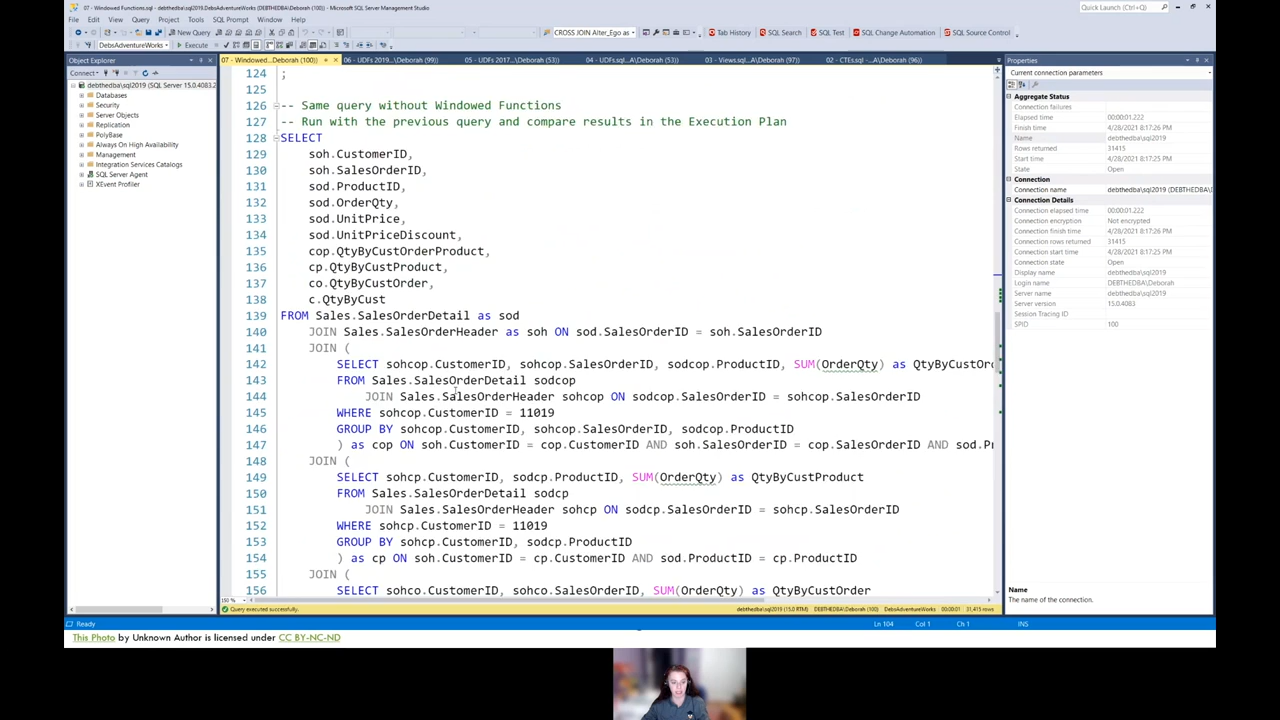 07 - Windowed Functions.sql - debthedba\sql2019.DebsAdventureWorks - Microsoft SQL Server Management Studio
Quick Launch (Ctrl+Q)
File Edit View Query Project Tools SQL Prompt Window Help
New Query
CROSS JOIN Alter_Ego as
Tab History SQL Search SQL Test SQL Change Automation SQL Source Control
DebsAdventureWorks
Execute
Object Explorer
07 - Windowed...Deborah (100))
06 - UDFs 2019...\Deborah (99))
05 - UDFs 2017...\Deborah (53))
04 - UDFs.sql...A\Deborah (53))
03 - Views.sql...A\Deborah (97))
02 - CTEs.sql -...A\Deborah (96))
Properties
Connect
debthedba\sql2019 (SQL Server 15.0.4083.2
Databases
Security
Server Objects
Replication
PolyBase
Always On High Availability
Management
Integration Services Catalogs
SQL Server Agent
XEvent Profiler
124 ;
125
126 -- Same query without Windowed Functions
127 -- Run with the previous query and compare results in the Execution Plan
128 SELECT
129 soh.CustomerID,
130 soh.SalesOrderID,
131 sod.ProductID,
132 sod.OrderQty,
133 sod.UnitPrice,
134 sod.UnitPriceDiscount,
135 cop.QtyByCustOrderProduct,
136 cp.QtyByCustProduct,
137 co.QtyByCustOrder,
138 c.QtyByCust
139 FROM Sales.SalesOrderDetail as sod
140 JOIN Sales.SalesOrderHeader as soh ON sod.SalesOrderID = soh.SalesOrderID
141 JOIN (
142 SELECT sohcop.CustomerID, sohcop.SalesOrderID, sodcop.ProductID, SUM(OrderQty) as QtyByCustOr
143 FROM Sales.SalesOrderDetail sodcop
144 JOIN Sales.SalesOrderHeader sohcop ON sodcop.SalesOrderID = sohcop.SalesOrderID
145 WHERE sohcop.CustomerID = 11019
146 GROUP BY sohcop.CustomerID, sohcop.SalesOrderID, sodcop.ProductID
147 ) as cop ON soh.CustomerID = cop.CustomerID AND soh.SalesOrderID = cop.SalesOrderID AND sod.Pr
148 JOIN (
149 SELECT sohcp.CustomerID, sodcp.ProductID, SUM(OrderQty) as QtyByCustProduct
150 FROM Sales.SalesOrderDetail sodcp
151 JOIN Sales.SalesOrderHeader sohcp ON sodcp.SalesOrderID = sohcp.SalesOrderID
152 WHERE sohcp.CustomerID = 11019
153 GROUP BY sohcp.CustomerID, sodcp.ProductID
154 ) as cp ON soh.CustomerID = cp.CustomerID AND sod.ProductID = cp.ProductID
155 JOIN (
156 SELECT sohco.CustomerID, sohco.SalesOrderID, SUM(OrderQty) as QtyByCustOrder
150 %
Query executed successfully.
debthedba\sql2019 (15.0 RTM) DEBTHEDBA\Deborah (100) DebsAdventureWorks 00:00:01 31,415 rows
Current connection parameters
Aggregate Status
Connection failures
Elapsed time 00:00:01.222
Finish time 4/28/2021 8:17:26 PM
Name debthedba\sql2019
Rows returned 31415
Start time 4/28/2021 8:17:25 PM
State Open
Connection
Connection name debthedba\sql2019 (DEBTHEDBA\D
Connection Details
Connection elapsed time 00:00:01.222
Connection encryption Not encrypted
Connection finish time 4/28/2021 8:17:26 PM
Connection rows returned 31415
Connection start time 4/28/2021 8:17:25 PM
Connection state Open
Display name debthedba\sql2019
Login name DEBTHEDBA\Deborah
Server name debthedba\sql2019
Server version 15.0.4083
Session Tracing ID
SPID 100
Name
The name of the connection.
Ready Ln 104 Col 1 Ch 1 INS
This Photo by Unknown Author is licensed under CC BY-NC-ND